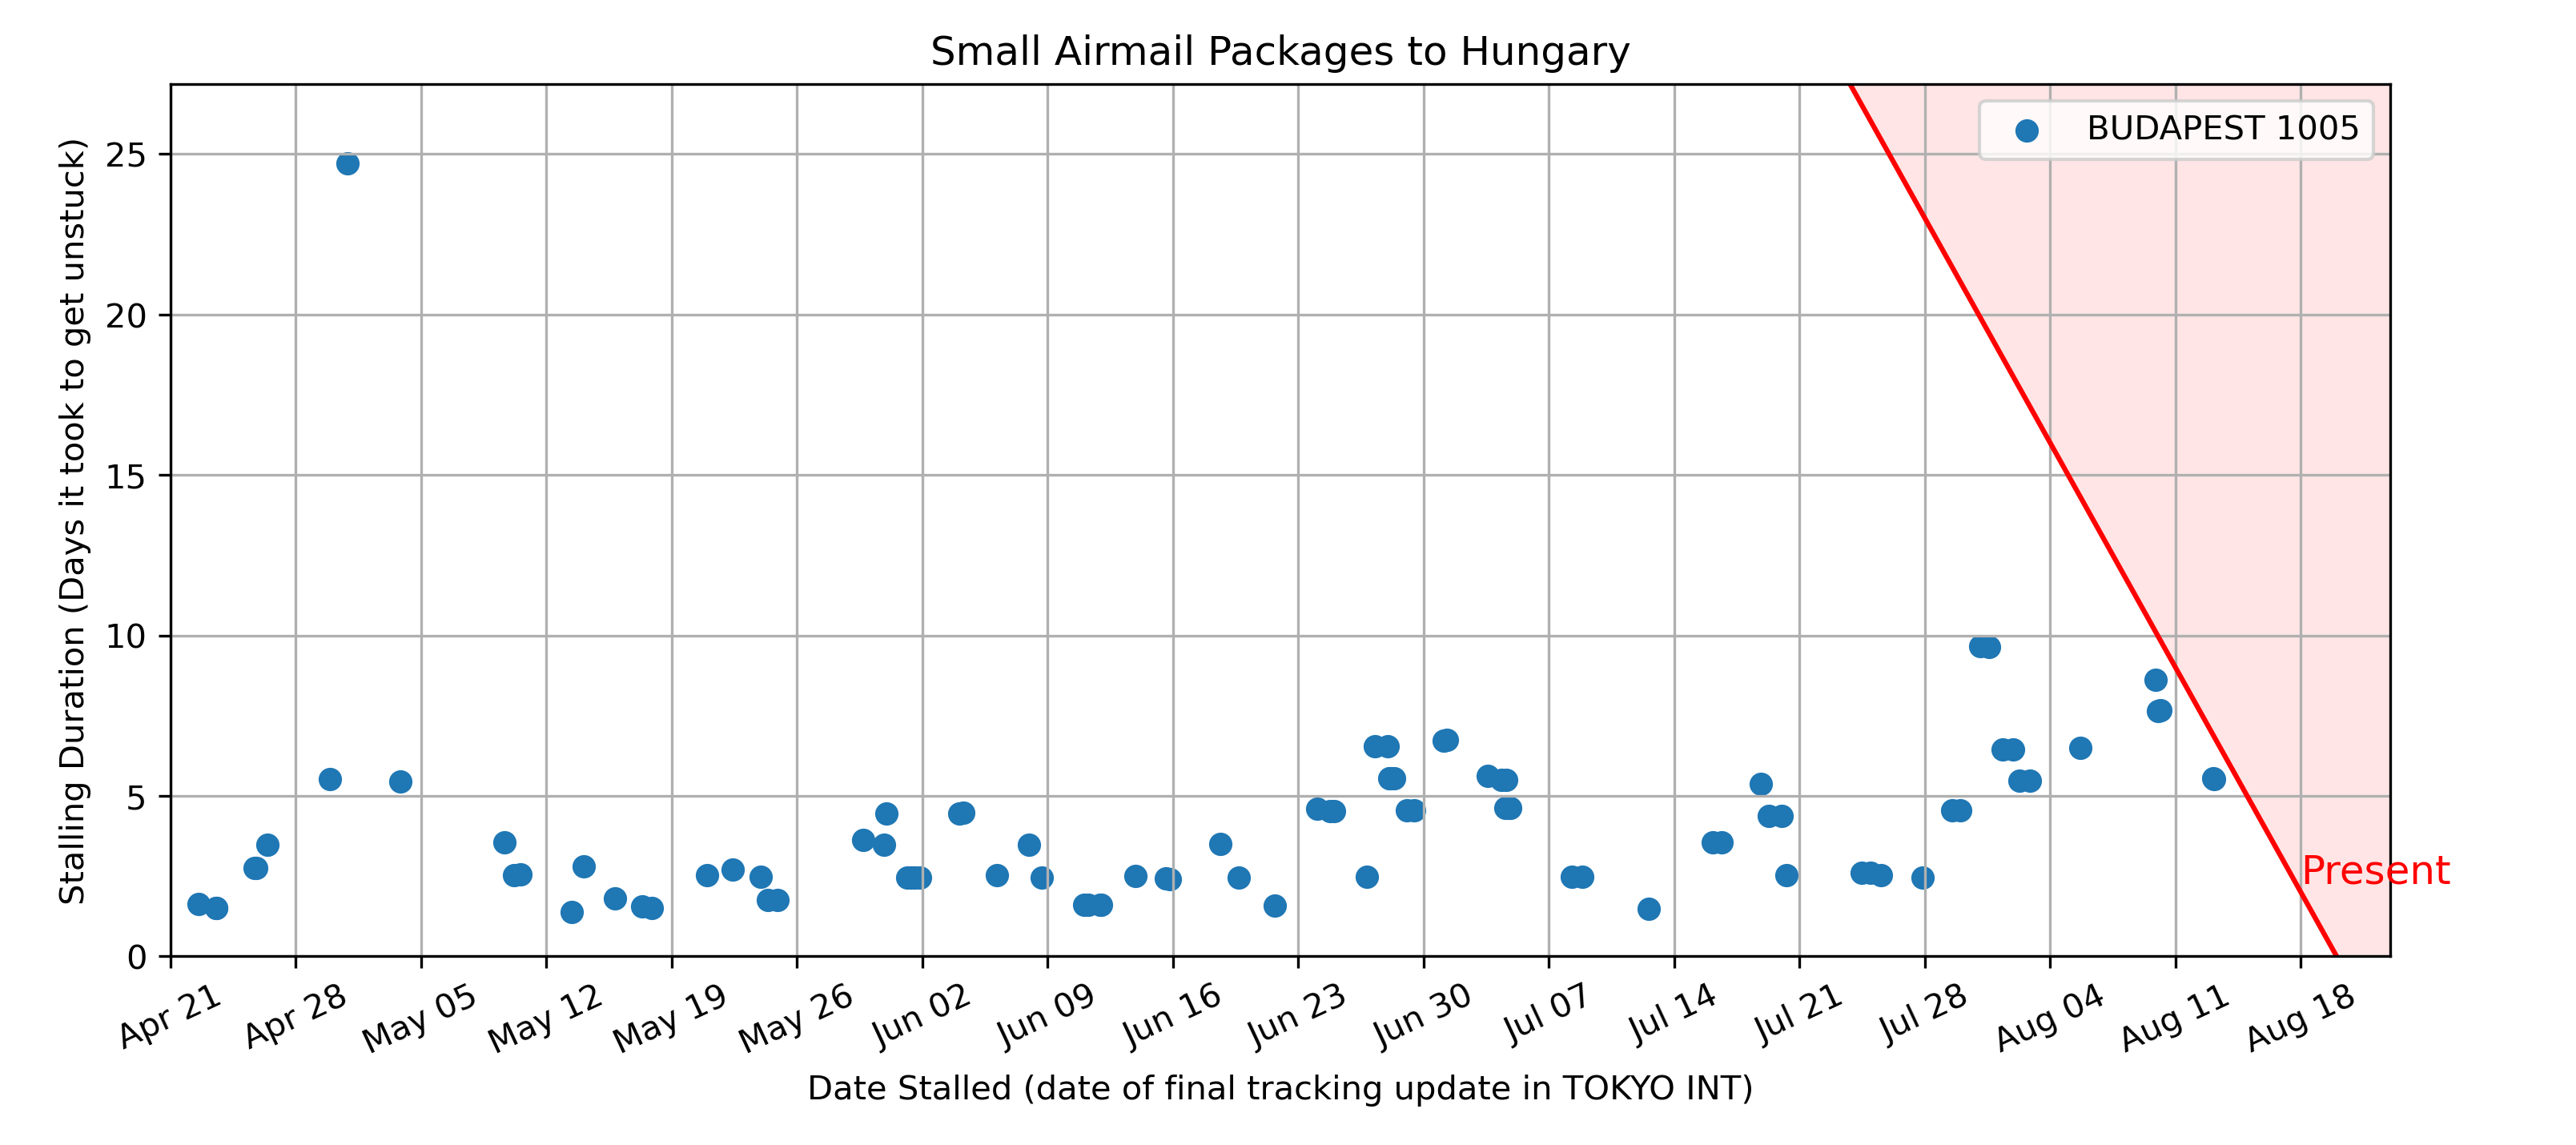 Small Airmail Packages to Hungary
BUDAPEST 1005
Stalling Duration (Days it took to get unstuck)
25
20
15
10
5
0
Present
Apr 21
Apr 28
May 05
May 12
May 19
May 26
Jun 02
Jun 09
Jun 16
Jun 23
Jun 30
Jul 07
Jul 14
Jul 21
Jul 28
Aug 04
Aug 11
Aug 18
Date Stalled (date of final tracking update in TOKYO INT)